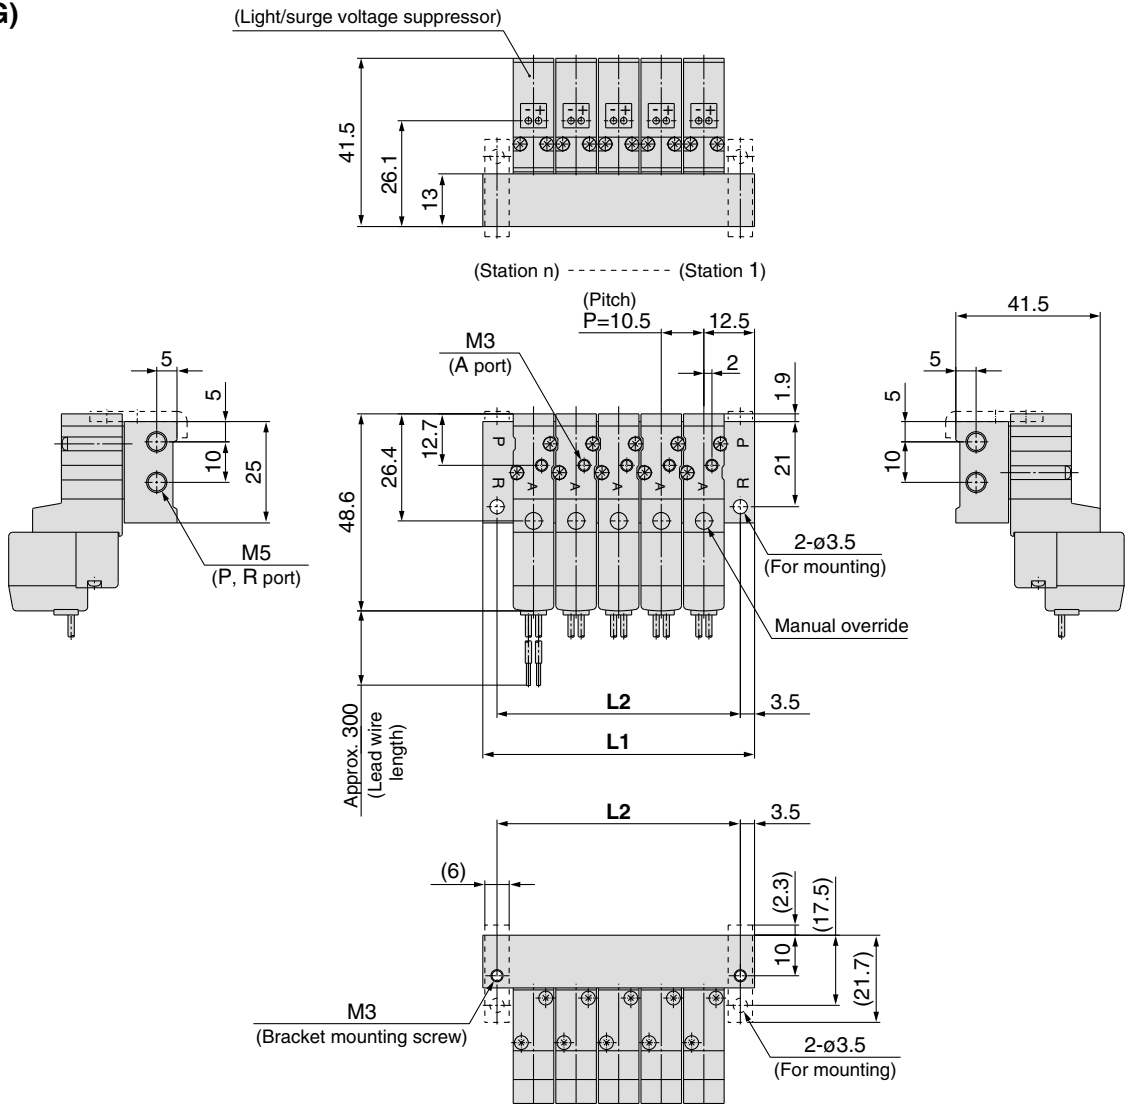 G)
(Light/surge voltage suppressor)
- +
- +
- +
- +
- +
41.5
26.1
13
(Station n)
(Station 1)
(Pitch)
P=10.5
12.5
41.5
M3
(A port)
2
1.9
5
5
10
25
M5
(P, R port)
12.7
26.4
48.6
P
R
A
A
A
A
A
P
R
21
5
5
10
2-ø3.5
(For mounting)
Manual override
Approx. 300
(Lead wire
length)
L2
3.5
L1
L2
3.5
(6)
(2.3)
(17.5)
10
(21.7)
M3
(Bracket mounting screw)
2-ø3.5
(For mounting)